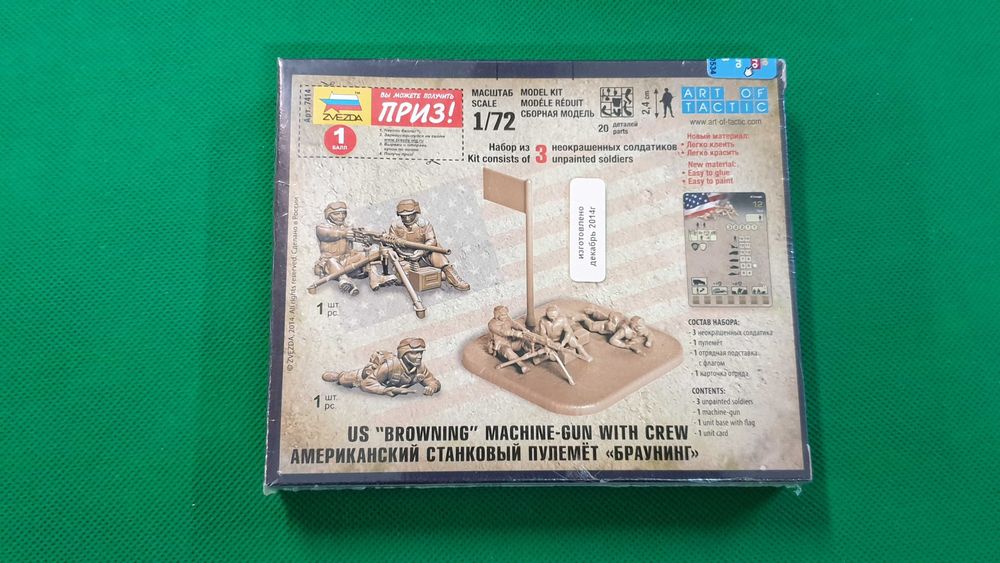 Арт. 7414
ZVEZDA
1
БАЛЛ
ВЫ МОЖЕТЕ ПОЛУЧИТЬ
ПРИЗ!
МАСШТАБ
SCALE
1/72
MODEL KIT
MODÈLE RÉDUIT
СБОРНАЯ МОДЕЛЬ
20 деталей
parts
2,4 cm
ART OF
TACTIC
www.art-of-tactic.com
Набор из 3 неокрашенных солдатиков
Kit consists of 3 unpainted soldiers
Новый материал:
• Легко клеить
• Легко красить
New material:
• Easy to glue
• Easy to paint
изготовлено
декабрь 2014г
12
1 шт.
pc.
1 шт.
pc.
© ZVEZDA, 2014. All rights reserved. Сделано в России
СОСТАВ НАБОРА:
- 3 неокрашенных солдатика
- 1 пулемёт
- 1 отрядная подставка
с флагом
- 1 карточка отряда
CONTENTS:
- 3 unpainted soldiers
- 1 machine-gun
- 1 unit base with flag
- 1 unit card
US "BROWNING" MACHINE-GUN WITH CREW
АМЕРИКАНСКИЙ СТАНКОВЫЙ ПУЛЕМЁТ «БРАУНИНГ»